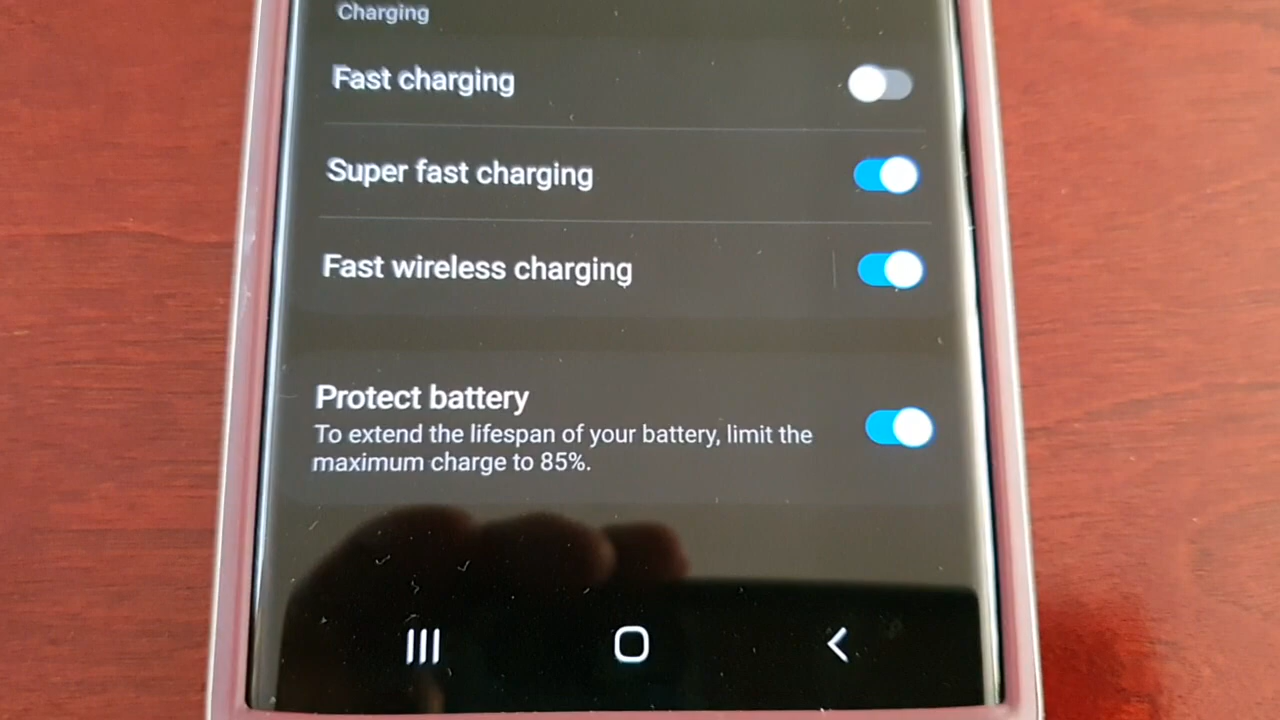 Charging
Fast charging
Super fast charging
Fast wireless charging
Protect battery
To extend the lifespan of your battery, limit the
maximum charge to 85%.